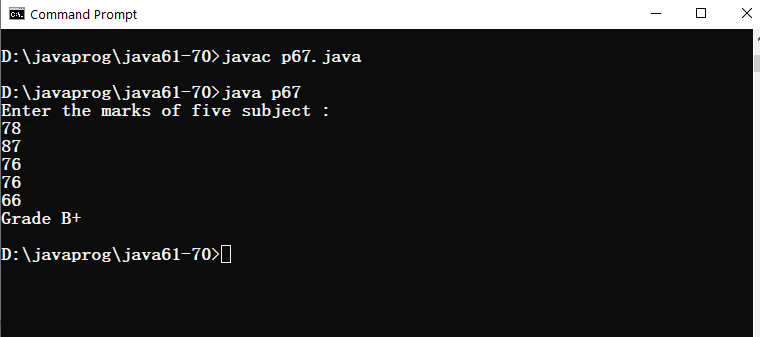 Command Prompt
D:\javaprog\java61-70>javac p67.java
D:\javaprog\java61-70>java p67
Enter the marks of five subject :
78
87
76
76
66
Grade B+
D:\javaprog\java61-70>